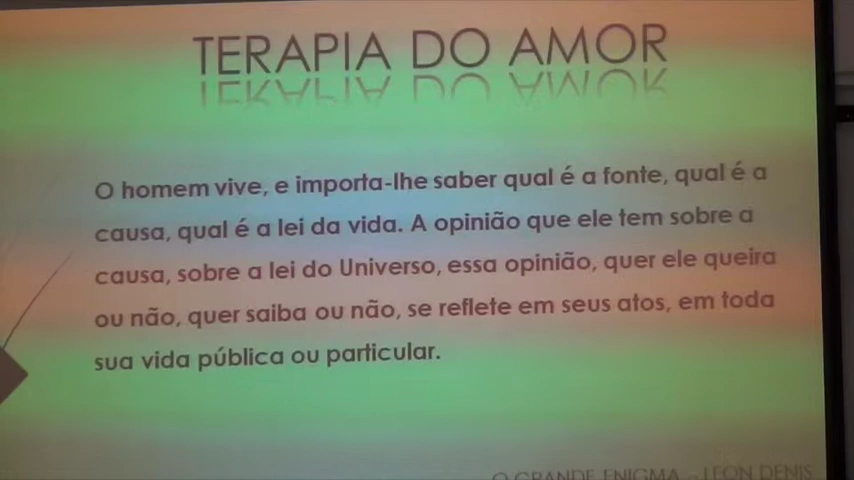 TERAPIA DO AMOR
O homem vive, e importa-lhe saber qual é a fonte, qual é a
causa, qual é a lei da vida. A opinião que ele tem sobre a
causa, sobre a lei do Universo, essa opinião, quer ele queira
ou não, quer saiba ou não, se reflete em seus atos, em toda
sua vida pública ou particular.
O GRANDE ENIGMA - LEON DENIS